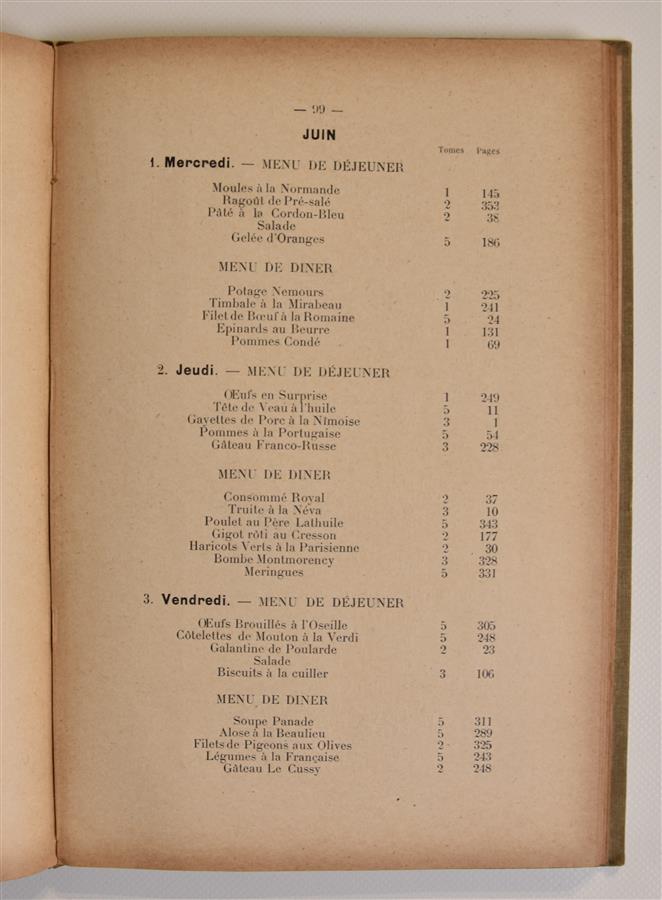 — 99 —
JUIN
Tomes Pages
1. Mercredi. — MENU DE DÉJEUNER
Moules à la Normande 1 145
Ragoût de Pré-salé 2 353
Pâté à la Cordon-Bleu 2 38
Salade
Gelée d'Oranges 5 186
MENU DE DINER
Potage Nemours 2 225
Timbale à la Mirabeau 1 241
Filet de Bœuf à la Romaine 5 24
Epinards au Beurre 1 131
Pommes Condé 1 69
2. Jeudi. — MENU DE DÉJEUNER
Œufs en Surprise 1 249
Tête de Veau à l'huile 5 11
Gayettes de Porc à la Nîmoise 3 1
Pommes à la Portugaise 5 54
Gâteau Franco-Russe 3 228
MENU DE DINER
Consommé Royal 2 37
Truite à la Néva 3 10
Poulet au Père Lathuile 5 343
Gigot rôti au Cresson 2 177
Haricots Verts à la Parisienne 2 30
Bombe Montmorency 3 328
Meringues 5 331
3. Vendredi. — MENU DE DÉJEUNER
Œufs Brouillés à l'Oseille 5 305
Côtelettes de Mouton à la Verdi 5 248
Galantine de Poularde 2 23
Salade
Biscuits à la cuiller 3 106
MENU DE DINER
Soupe Panade 5 311
Alose à la Beaulieu 5 289
Filets de Pigeons aux Olives 2 325
Légumes à la Française 5 243
Gâteau Le Cussy 2 248